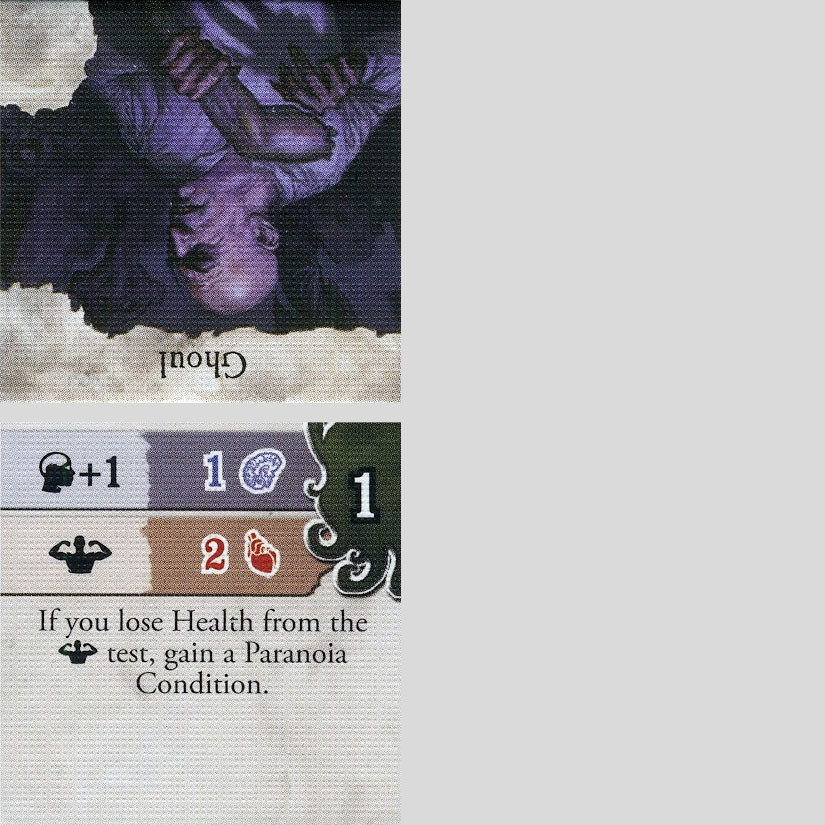 Ghoul
+1 1
2
1
If you lose Health from the
test, gain a Paranoia
Condition.